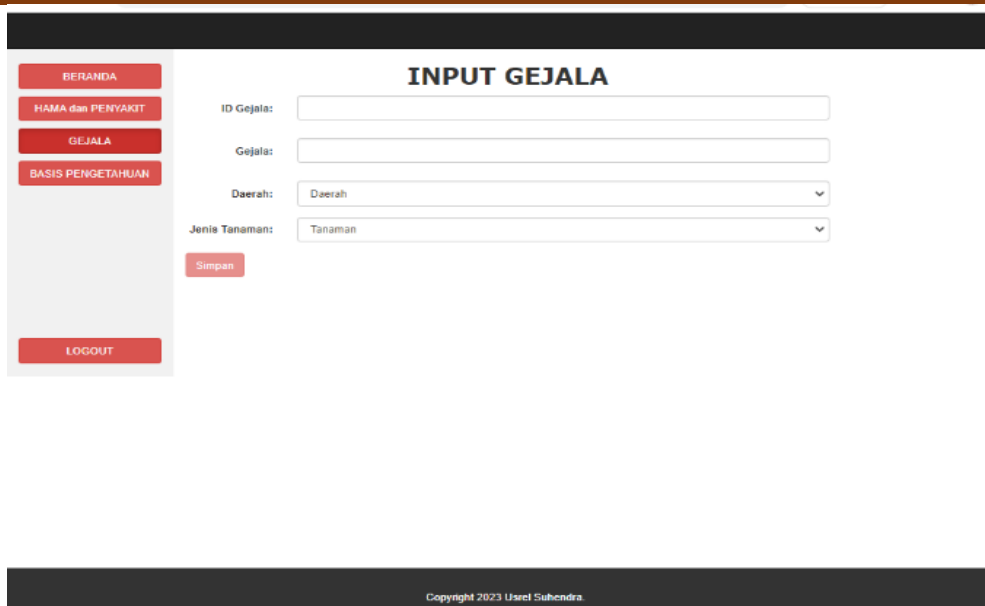 INPUT GEJALA
BERANDA
HAMA dan PENYAKIT
GEJALA
BASIS PENGETAHUAN
LOGOUT
ID Gejala:
Gejala:
Daerah: Daerah
Jenis Tanaman: Tanaman
Simpan
Copyright 2023 Usrel Suhendra.